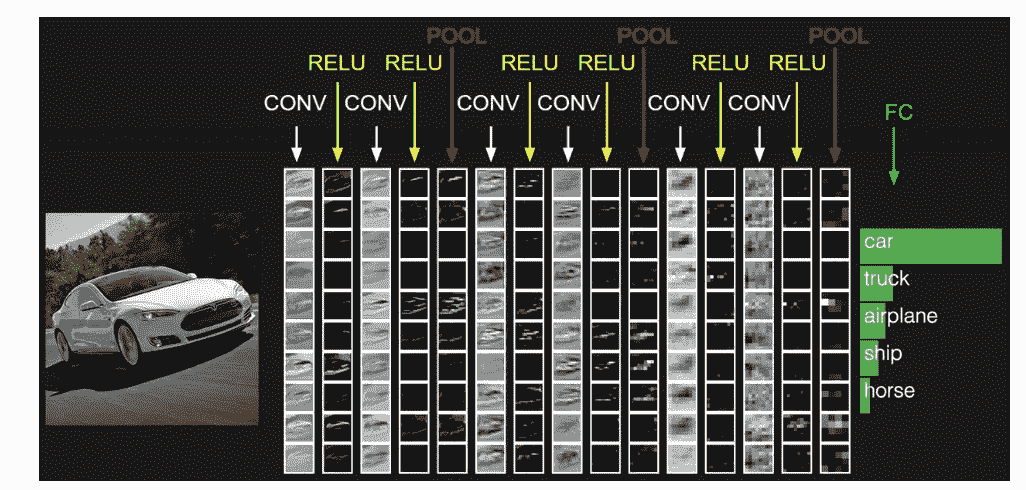 POOL POOL POOL
RELU RELU RELU RELU RELU RELU
CONV CONV CONV CONV CONV CONV
FC
car
truck
airplane
ship
horse